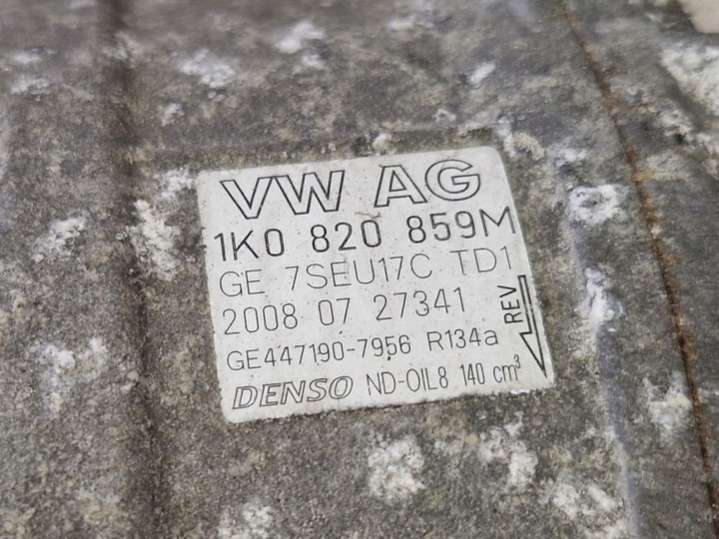 VW AG
1K0 820 859M
GE 7SEU17C TD1
2008 07 27341
REV
GE447190-7956 R134a
DENSO ND-OIL8 140 cm³